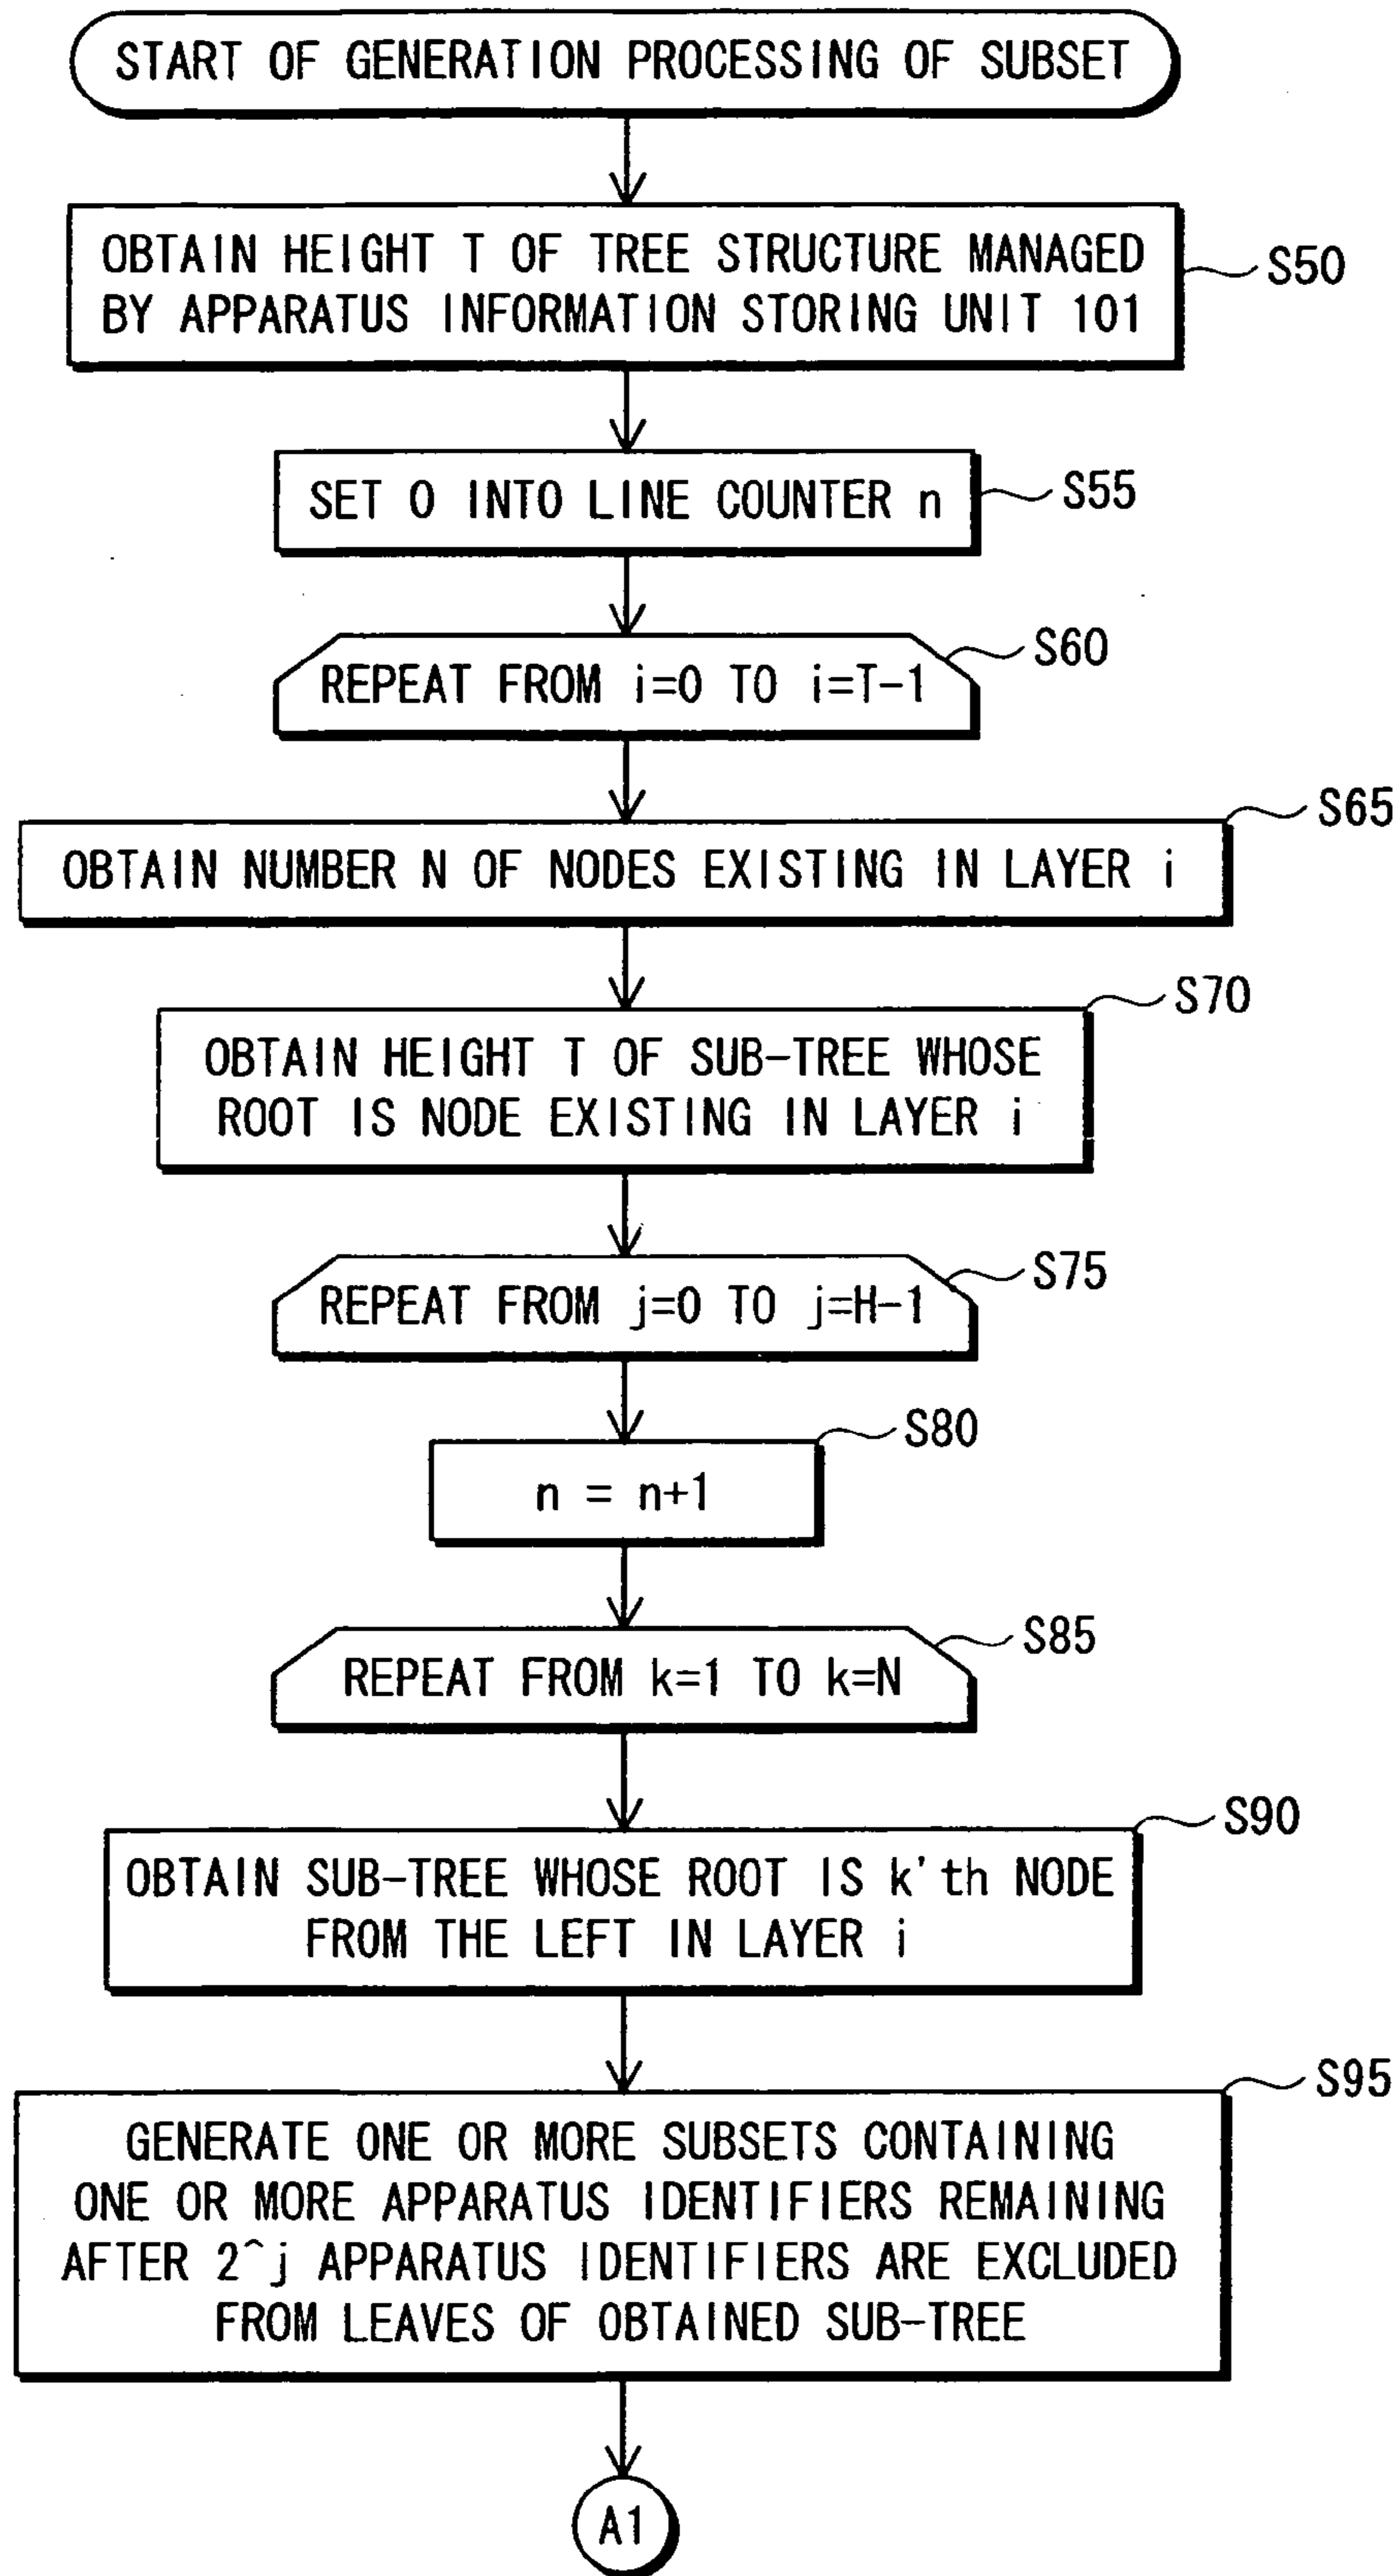 START OF GENERATION PROCESSING OF SUBSET
OBTAIN HEIGHT T OF TREE STRUCTURE MANAGED
BY APPARATUS INFORMATION STORING UNIT 101
S50
SET 0 INTO LINE COUNTER n
S55
REPEAT FROM i=0 TO i=T-1
S60
OBTAIN NUMBER N OF NODES EXISTING IN LAYER i
S65
OBTAIN HEIGHT T OF SUB-TREE WHOSE
ROOT IS NODE EXISTING IN LAYER i
S70
REPEAT FROM j=0 TO j=H-1
S75
n = n+1
S80
REPEAT FROM k=1 TO k=N
S85
OBTAIN SUB-TREE WHOSE ROOT IS k'th NODE
FROM THE LEFT IN LAYER i
S90
GENERATE ONE OR MORE SUBSETS CONTAINING
ONE OR MORE APPARATUS IDENTIFIERS REMAINING
AFTER 2^j APPARATUS IDENTIFIERS ARE EXCLUDED
FROM LEAVES OF OBTAINED SUB-TREE
S95
A1